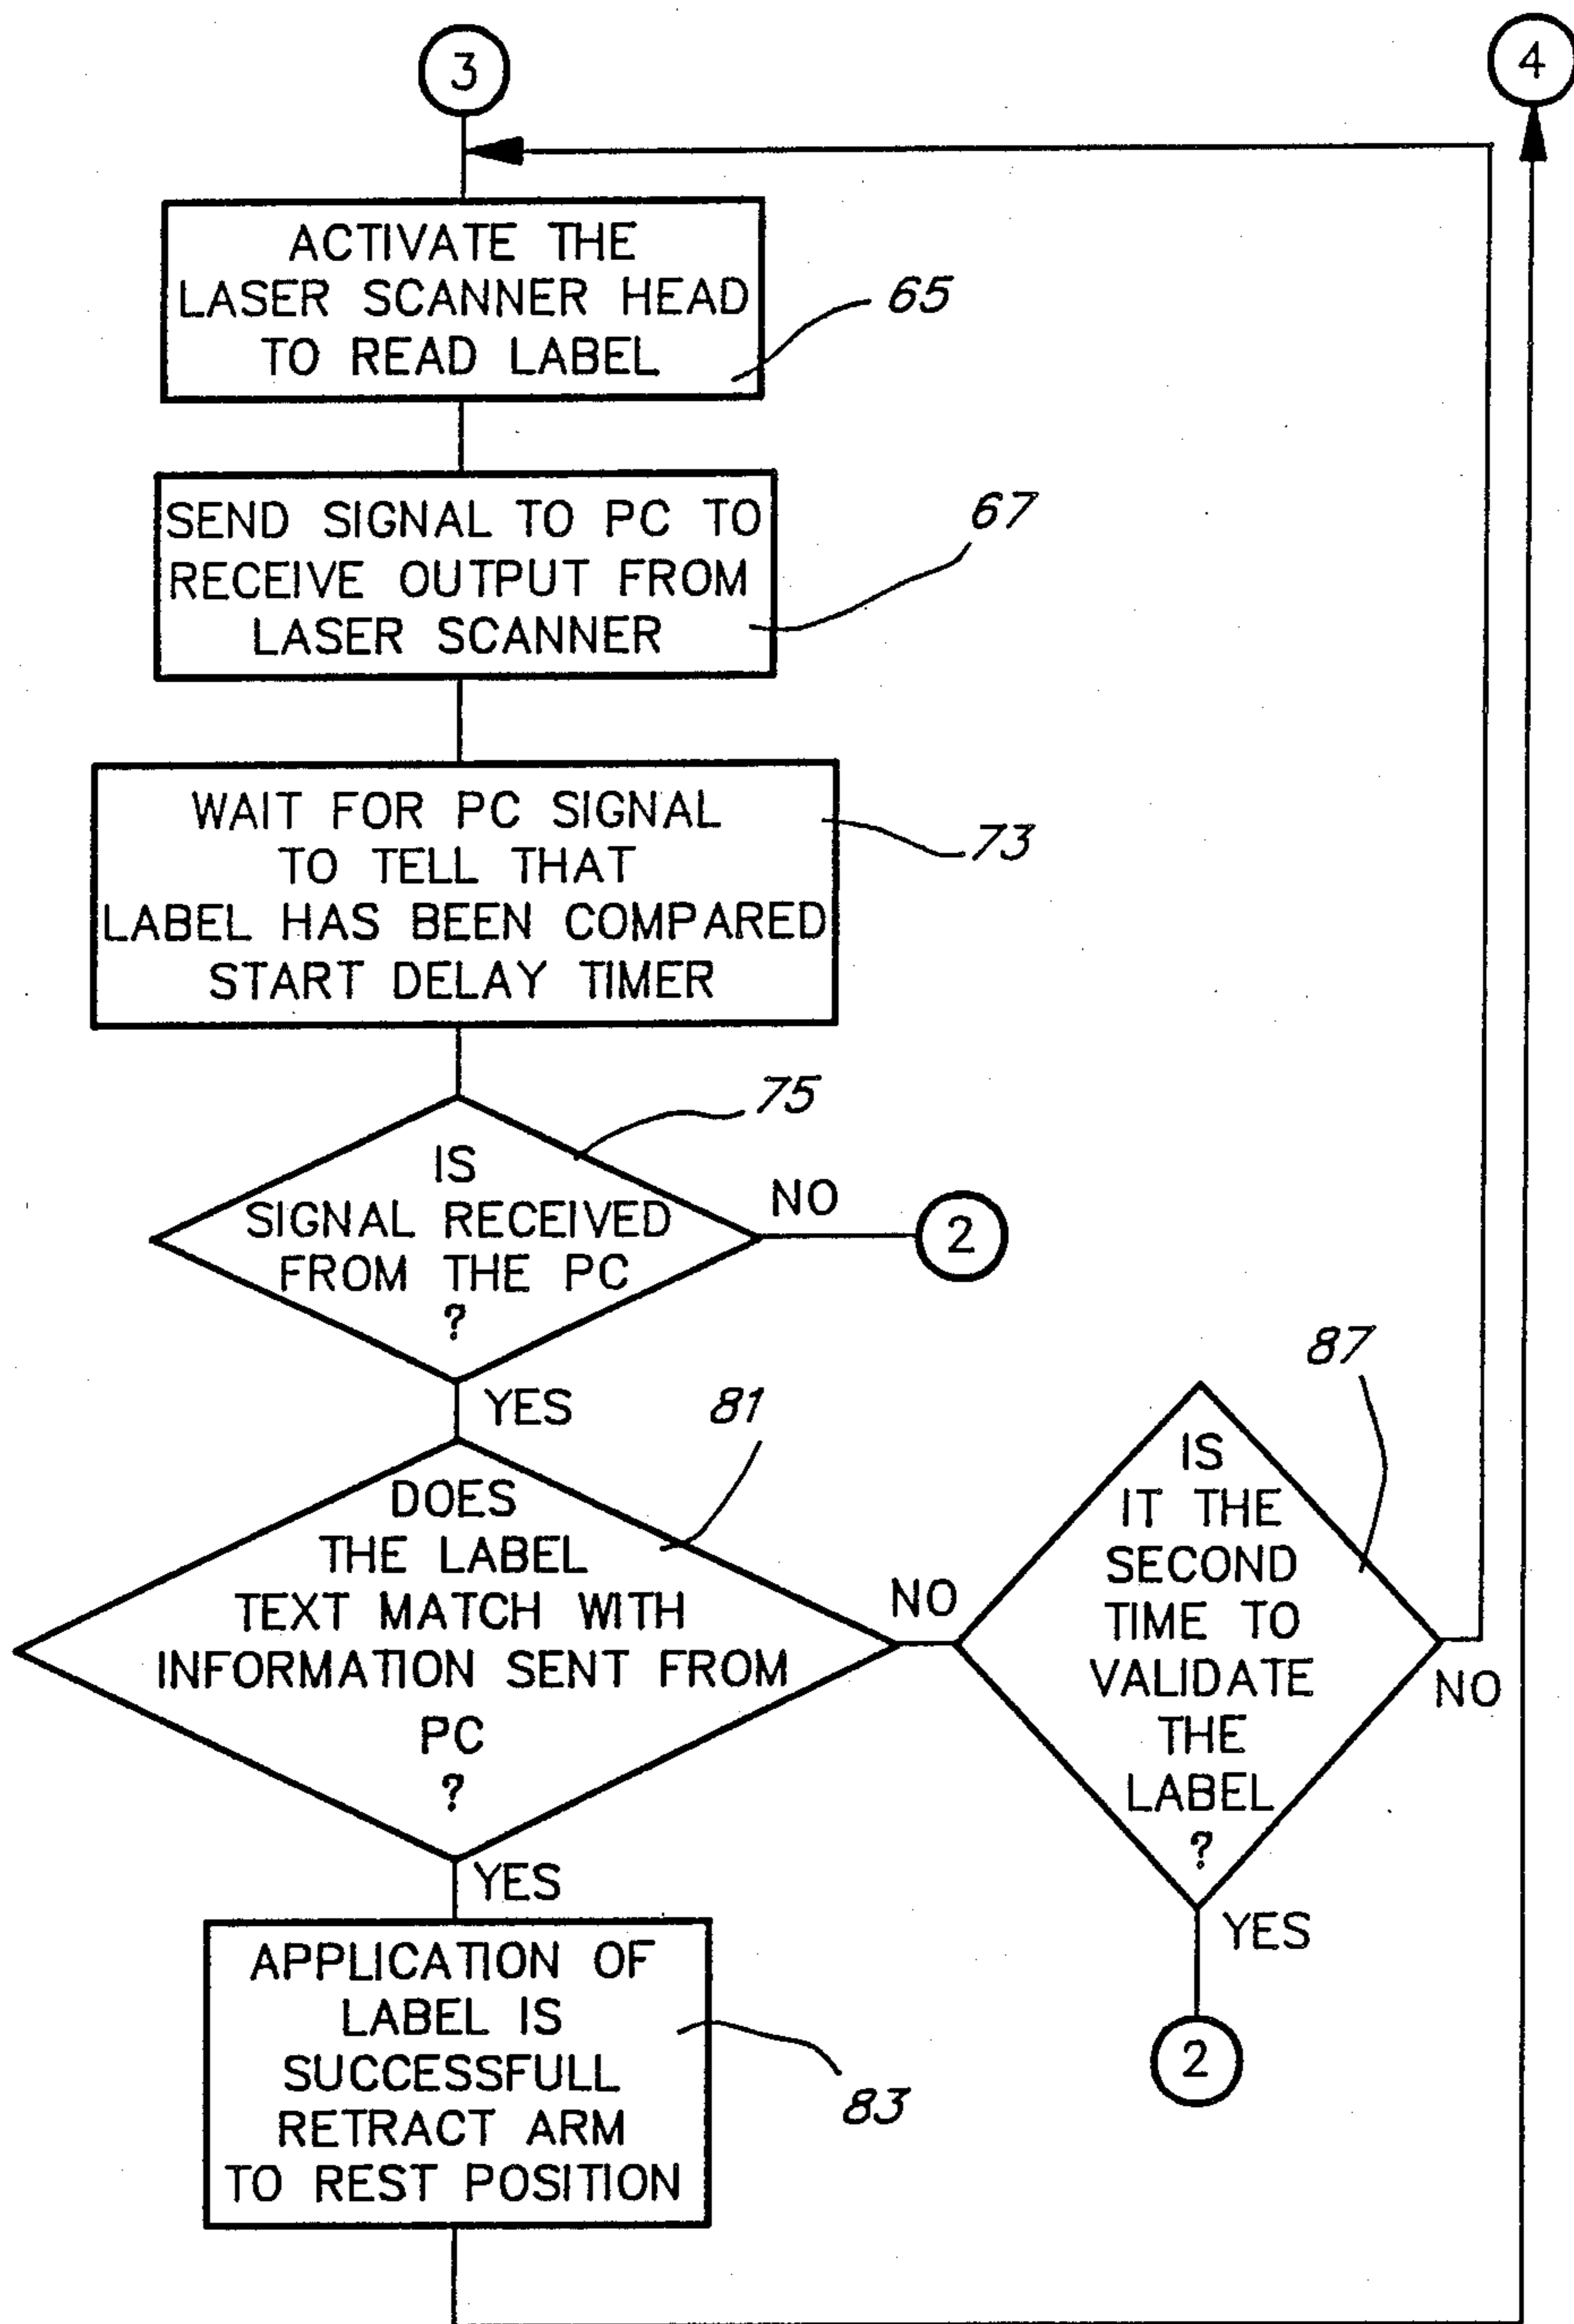 3
4
ACTIVATE THE
LASER SCANNER HEAD
TO READ LABEL
65
SEND SIGNAL TO PC TO
RECEIVE OUTPUT FROM
LASER SCANNER
67
WAIT FOR PC SIGNAL
TO TELL THAT
LABEL HAS BEEN COMPARED
START DELAY TIMER
73
75
IS
SIGNAL RECEIVED
FROM THE PC
?
NO
2
YES
81
DOES
THE LABEL
TEXT MATCH WITH
INFORMATION SENT FROM
PC
?
NO
87
IS
IT THE
SECOND
TIME TO
VALIDATE
THE
LABEL
?
NO
YES
2
YES
APPLICATION OF
LABEL IS
SUCCESSFULL
RETRACT ARM
TO REST POSITION
83